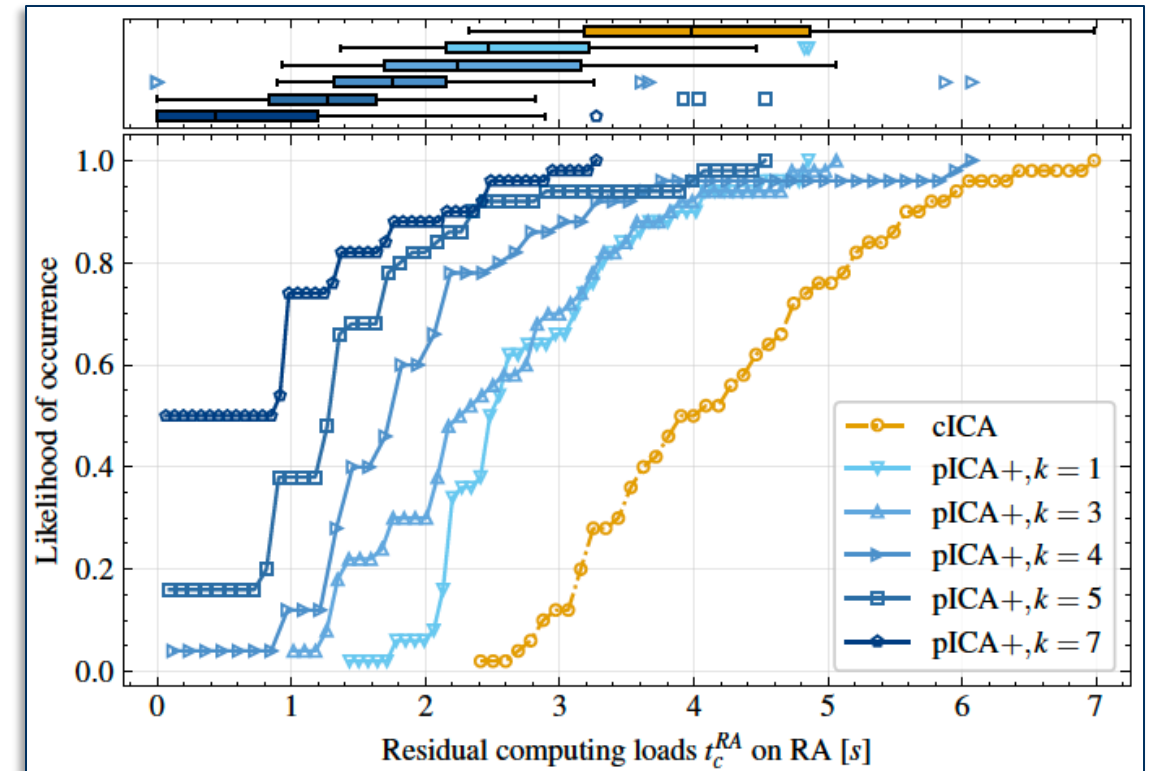 1.0
0.8
0.6
0.4
0.2
0.0
Likelihood of occurrence
cICA
pICA+, k = 1
pICA+, k = 3
pICA+, k = 4
pICA+, k = 5
pICA+, k = 7
0 1 2 3 4 5 6 7
Residual computing loads t_c^{RA} on RA [s]